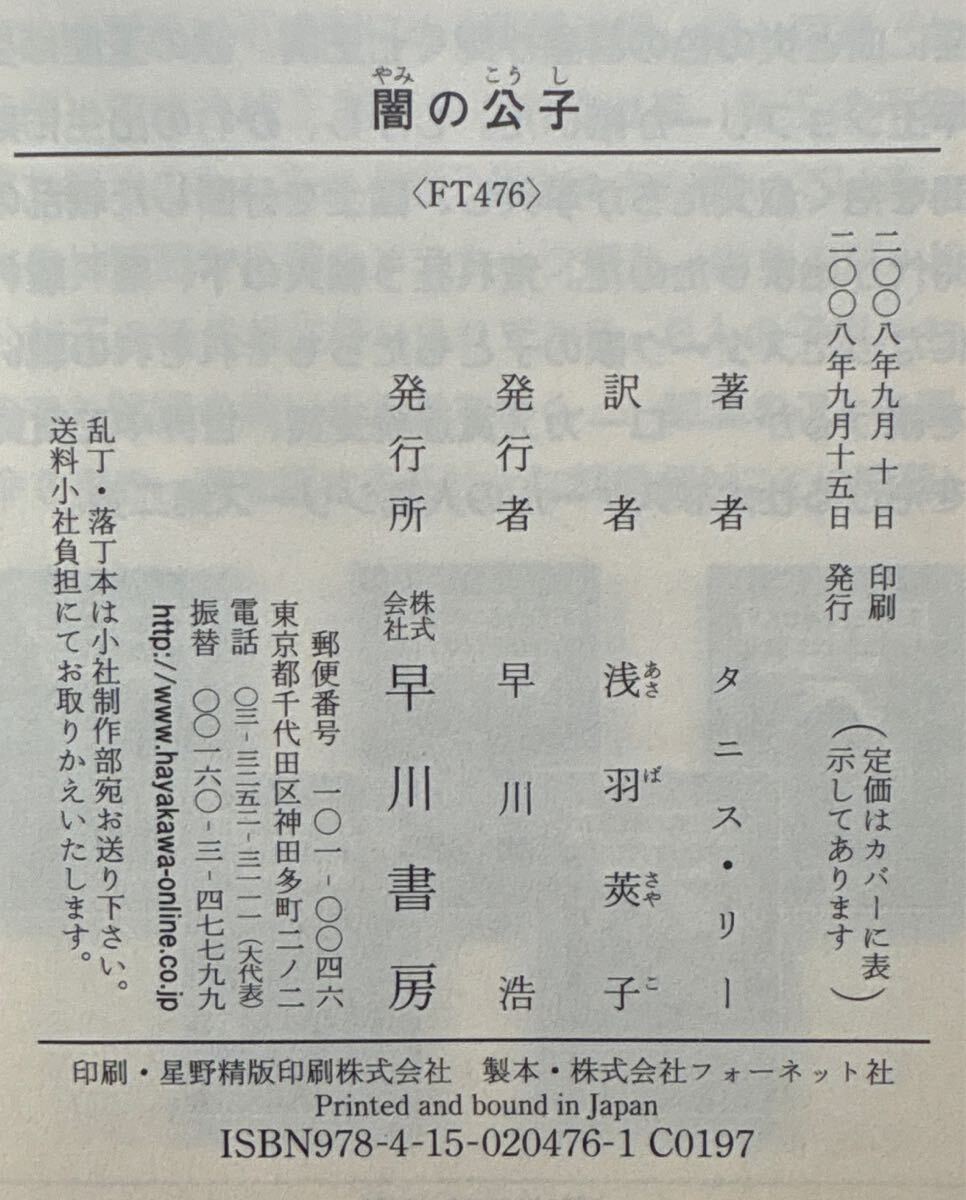 闇の公子
〈FT476〉
二〇〇八年九月十日 印刷
二〇〇八年九月十五日 発行
（定価はカバーに表
示してあります）
著者 タニス・リー
訳者 浅羽莢子
発行者 早川浩
発行所 株式会社 早川書房
郵便番号 一〇一‐〇〇四六
東京都千代田区神田多町二ノ二
電話 〇三‐三二五二‐三一一一（大代表）
振替 〇〇一六〇‐三‐四七七九九
http://www.hayakawa-online.co.jp
乱丁・落丁本は小社制作部宛お送り下さい。
送料小社負担にてお取りかえいたします。
印刷・星野精版印刷株式会社 製本・株式会社フォーネット社
Printed and bound in Japan
ISBN978-4-15-020476-1 C0197